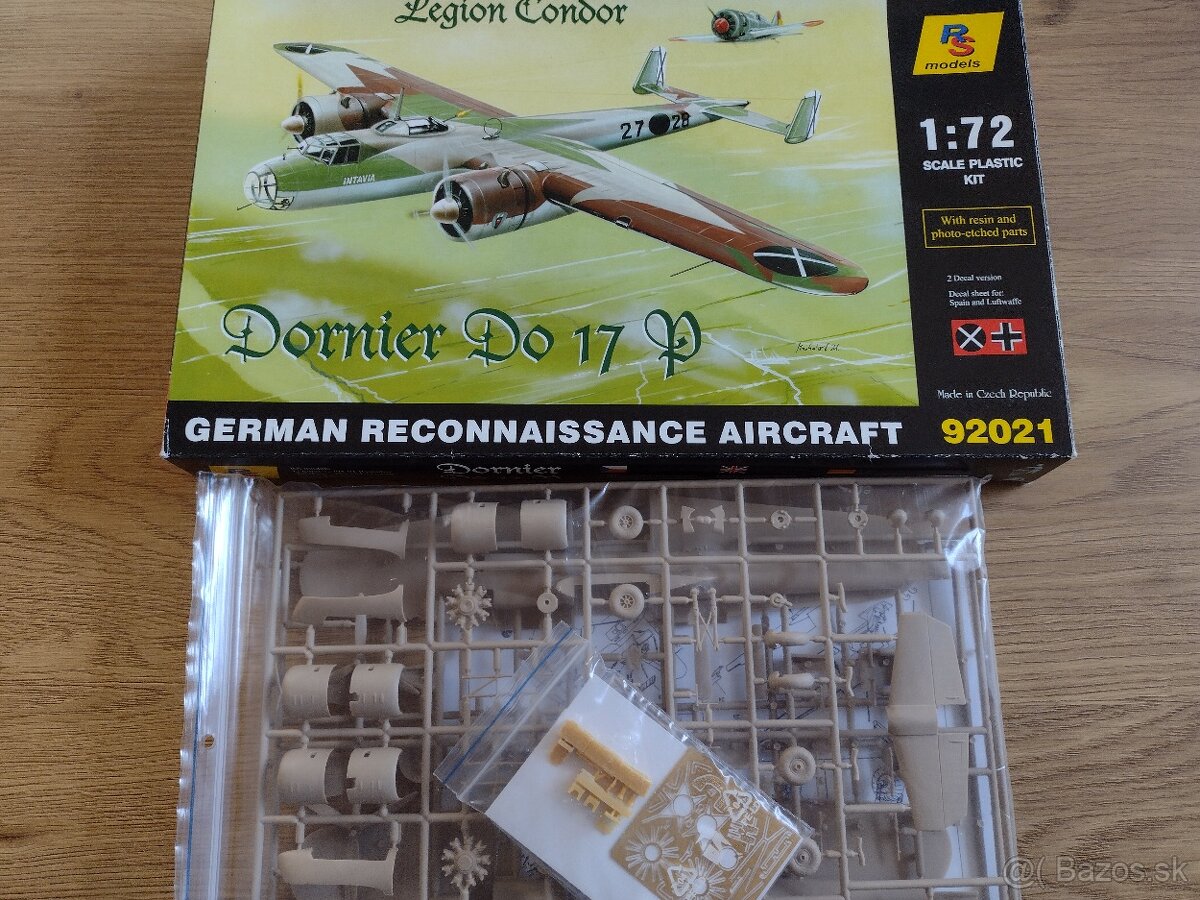 Legion Condor
RS
models
1:72
SCALE PLASTIC
KIT
With resin and
photo-etched parts
27 28
INTAVIA
2 Decal version
Decal sheet for:
Spain and Luftwaffe
Dornier Do 17 P
Made in Czech Republic
GERMAN RECONNAISSANCE AIRCRAFT 92021
Dornier
@( Bazos.sk